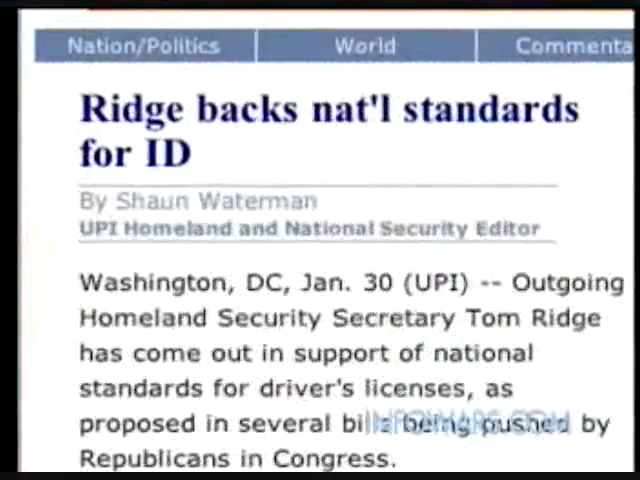 Nation/Politics World Commenta
Ridge backs nat'l standards
for ID
By Shaun Waterman
UPI Homeland and National Security Editor
Washington, DC, Jan. 30 (UPI) -- Outgoing
Homeland Security Secretary Tom Ridge
has come out in support of national
standards for driver's licenses, as
proposed in several bills being pushed by
INFOWARS.COM
Republicans in Congress.